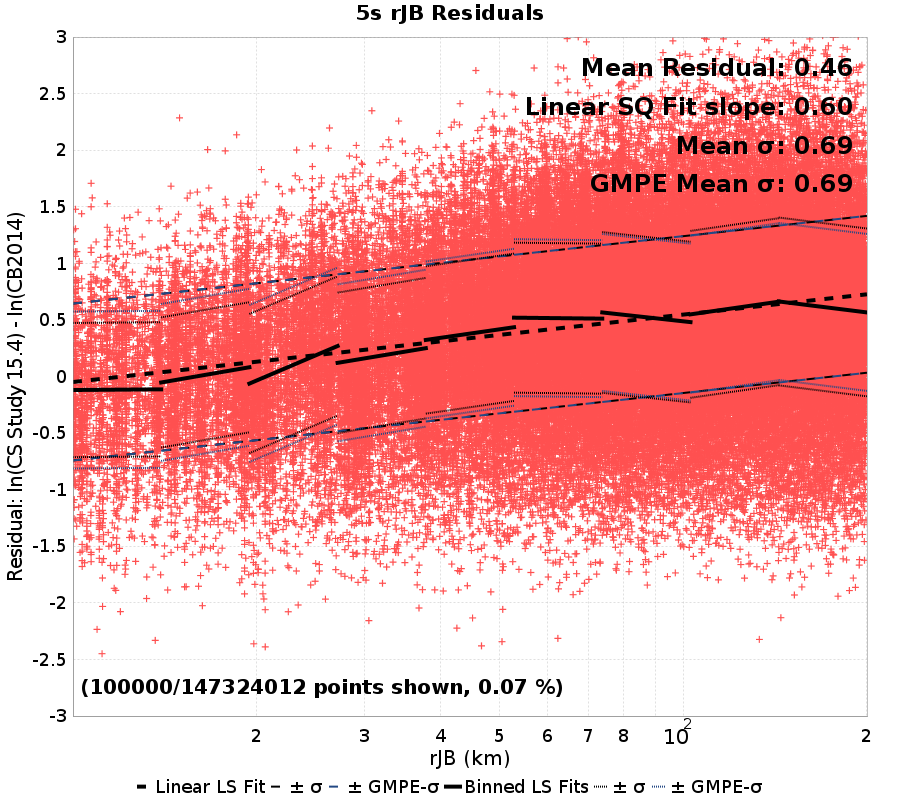 5s rJB Residuals
Mean Residual: 0.46
Linear SQ Fit slope: 0.60
Mean σ: 0.69
GMPE Mean σ: 0.69
3
2.5
2
1.5
1
0.5
0
-0.5
-1
-1.5
-2
-2.5
-3
Residual: ln(CS Study 15.4) - ln(CB2014)
(100000/147324012 points shown, 0.07 %)
2 3 4 5 6 7 8 10² 2
rJB (km)
Linear LS Fit ± σ ± GMPE-σ Binned LS Fits ± σ ± GMPE-σ